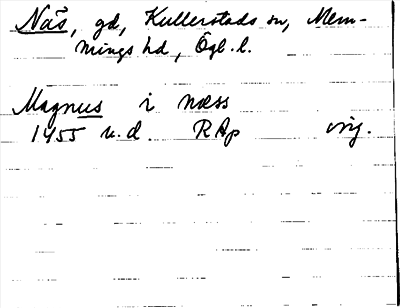 Näs, gd, Kullerstads sn, Mem-
mings hd, Ögl. l.
Magnus i næss
1455 u.d. RAp orig.